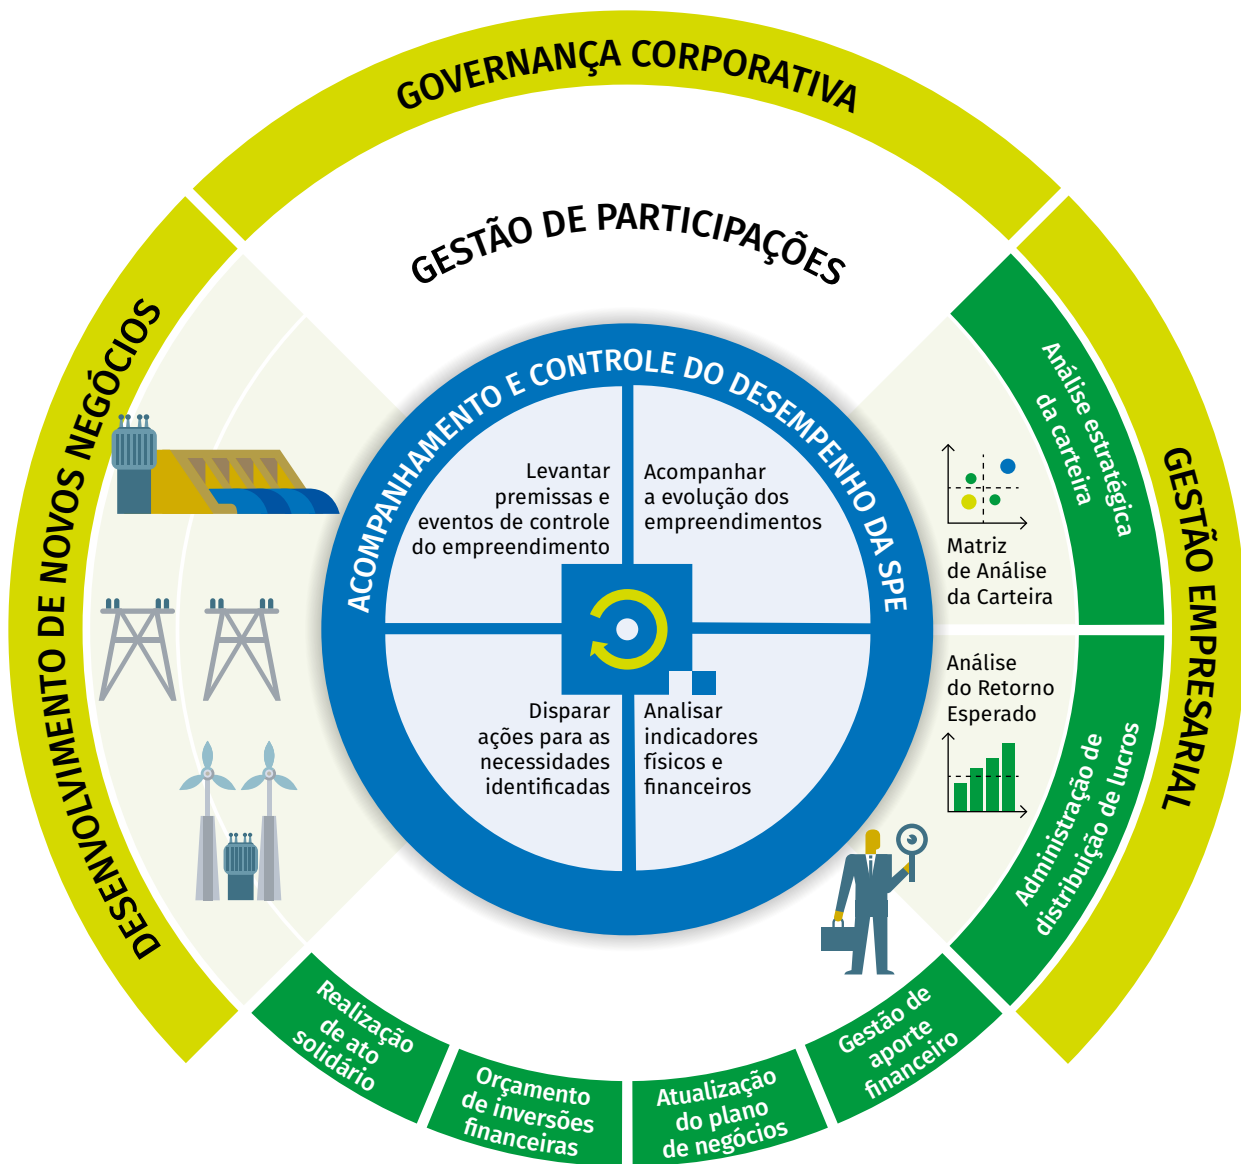 GOVERNANÇA CORPORATIVA
GESTÃO DE PARTICIPAÇÕES
DESENVOLVIMENTO DE NOVOS NEGÓCIOS
ACOMPANHAMENTO E CONTROLE DO DESEMPENHO DA SPE
Levantar
premissas e
eventos de controle
do empreendimento
Acompanhar
a evolução dos
empreendimentos
Disparar
ações para as
necessidades
identificadas
Analisar
indicadores
físicos e
financeiros
Matriz
de Análise
da Carteira
Análise
do Retorno
Esperado
Análise estratégica
da carteira
Administração de
distribuição de lucros
GESTÃO EMPRESARIAL
Realização
de ato
solidário
Orçamento
de inversões
financeiras
Atualização
do plano
de negócios
Gestão de
aporte
financeiro